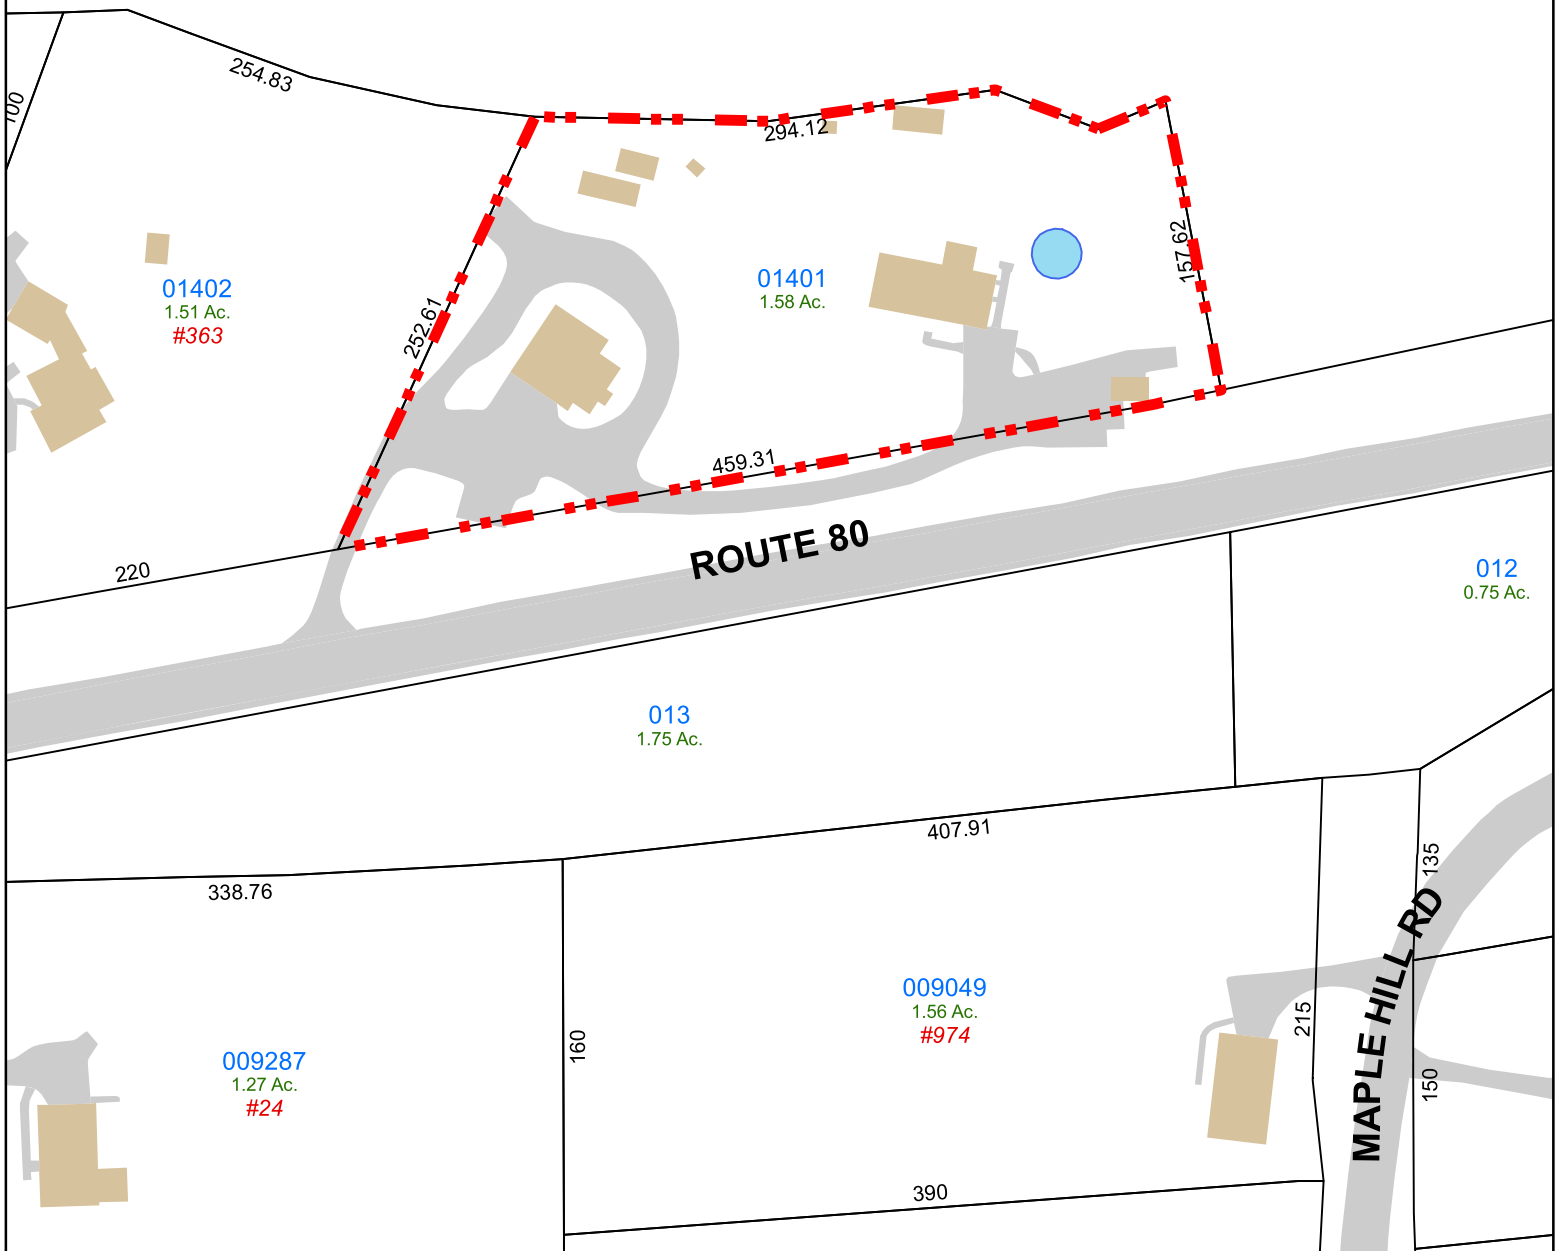 254.83
100
294.12
157.62
01402
1.51 Ac.
#363
252.61
01401
1.58 Ac.
459.31
ROUTE 80
220
012
0.75 Ac.
013
1.75 Ac.
407.91
338.76
135
MAPLE HILL RD
009049
1.56 Ac.
#974
215
160
009287
1.27 Ac.
#24
150
390